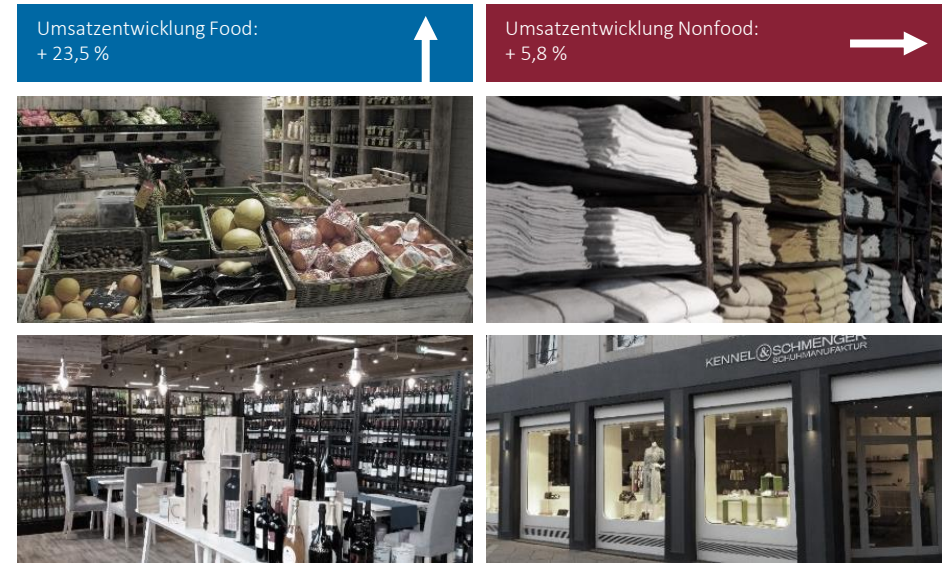 Umsatzentwicklung Food:
+ 23,5 %
Umsatzentwicklung Nonfood:
+ 5,8 %
KENNEL & SCHMENGER
SCHUHMANUFAKTUR